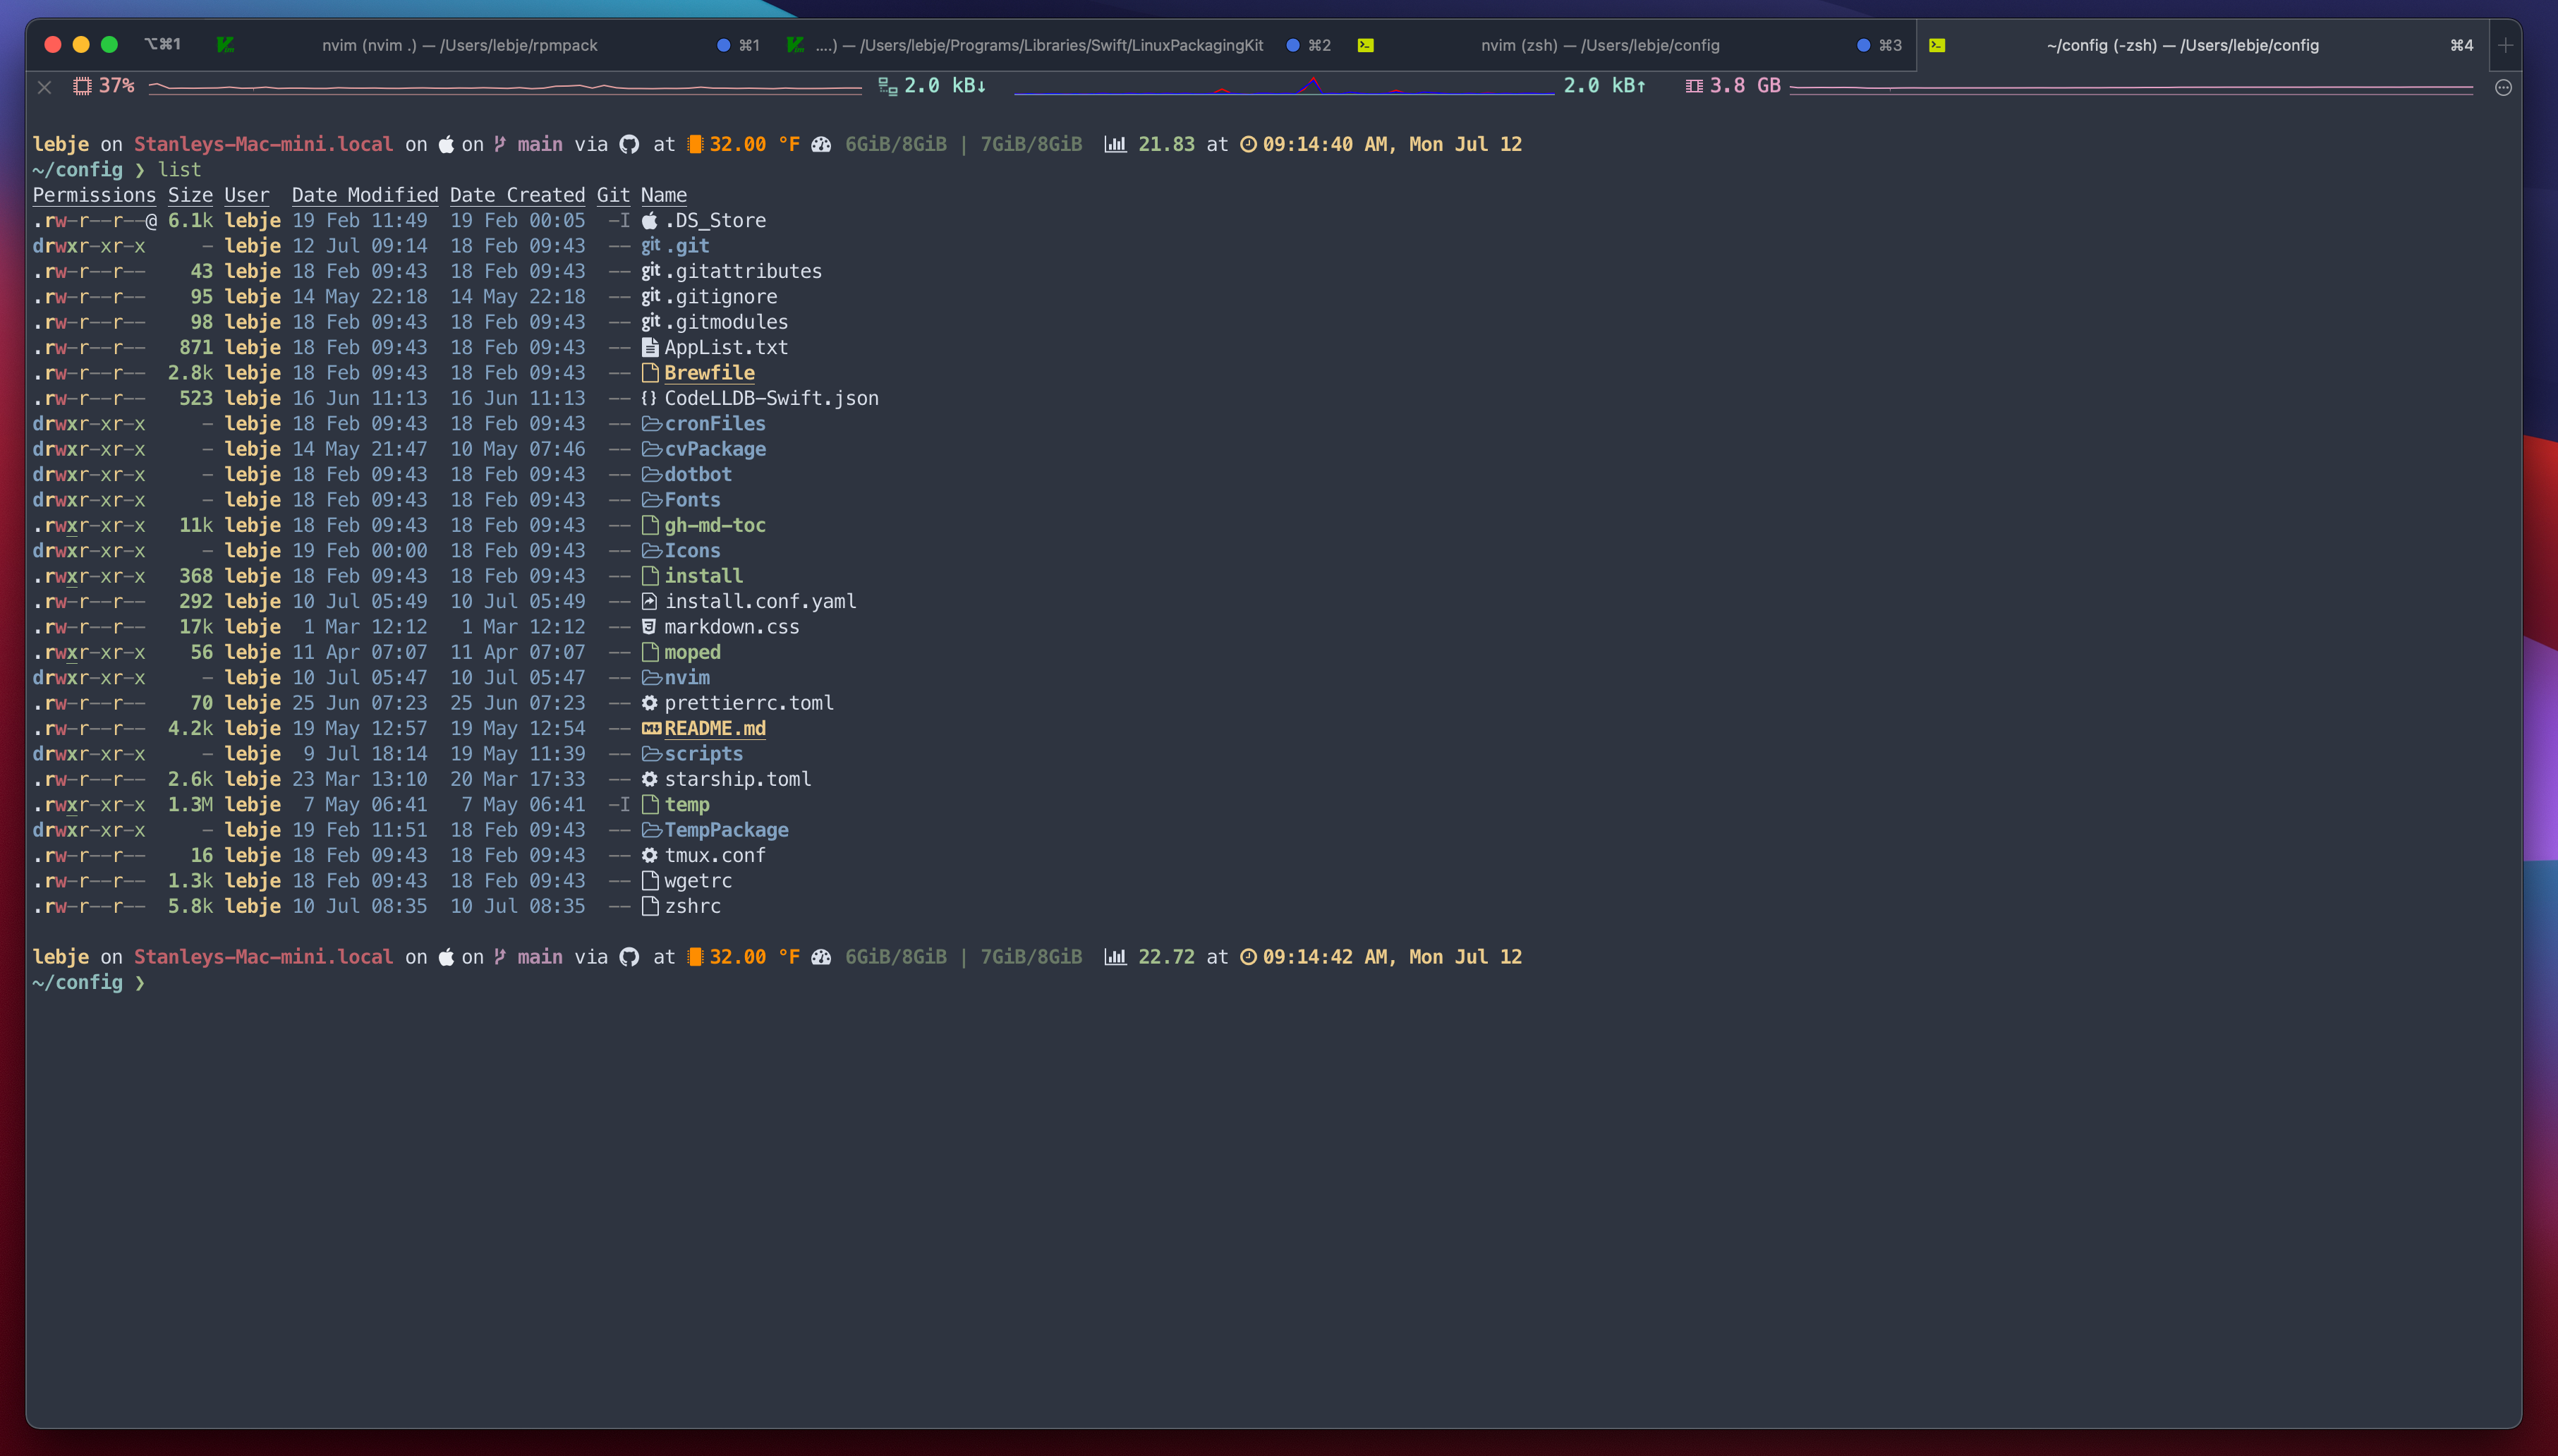 ⌥⌘1 nvim (nvim .) — /Users/lebje/rpmpack ⌘1 ....) — /Users/lebje/Programs/Libraries/Swift/LinuxPackagingKit ⌘2 nvim (zsh) — /Users/lebje/config ⌘3 ~/config (-zsh) — /Users/lebje/config ⌘4
37% 2.0 kB↓ 2.0 kB↑ 3.8 GB
lebje on Stanleys-Mac-mini.local on on main via at 32.00 °F 6GiB/8GiB | 7GiB/8GiB 21.83 at 09:14:40 AM, Mon Jul 12
~/config ❯ list
Permissions Size User Date Modified Date Created Git Name
.rw-r--r--@ 6.1k lebje 19 Feb 11:49 19 Feb 00:05 -I .DS_Store
drwxr-xr-x - lebje 12 Jul 09:14 18 Feb 09:43 -- git .git
.rw-r--r-- 43 lebje 18 Feb 09:43 18 Feb 09:43 -- git .gitattributes
.rw-r--r-- 95 lebje 14 May 22:18 14 May 22:18 -- git .gitignore
.rw-r--r-- 98 lebje 18 Feb 09:43 18 Feb 09:43 -- git .gitmodules
.rw-r--r-- 871 lebje 18 Feb 09:43 18 Feb 09:43 -- AppList.txt
.rw-r--r-- 2.8k lebje 18 Feb 09:43 18 Feb 09:43 -- Brewfile
.rw-r--r-- 523 lebje 16 Jun 11:13 16 Jun 11:13 -- {} CodeLLDB-Swift.json
drwxr-xr-x - lebje 18 Feb 09:43 18 Feb 09:43 -- cronFiles
drwxr-xr-x - lebje 14 May 21:47 10 May 07:46 -- cvPackage
drwxr-xr-x - lebje 18 Feb 09:43 18 Feb 09:43 -- dotbot
drwxr-xr-x - lebje 18 Feb 09:43 18 Feb 09:43 -- Fonts
.rwxr-xr-x 11k lebje 18 Feb 09:43 18 Feb 09:43 -- gh-md-toc
drwxr-xr-x - lebje 19 Feb 00:00 18 Feb 09:43 -- Icons
.rwxr-xr-x 368 lebje 18 Feb 09:43 18 Feb 09:43 -- install
.rw-r--r-- 292 lebje 10 Jul 05:49 10 Jul 05:49 -- install.conf.yaml
.rw-r--r-- 17k lebje 1 Mar 12:12 1 Mar 12:12 -- markdown.css
.rwxr-xr-x 56 lebje 11 Apr 07:07 11 Apr 07:07 -- moped
drwxr-xr-x - lebje 10 Jul 05:47 10 Jul 05:47 -- nvim
.rw-r--r-- 70 lebje 25 Jun 07:23 25 Jun 07:23 -- prettierrc.toml
.rw-r--r-- 4.2k lebje 19 May 12:57 19 May 12:54 -- README.md
drwxr-xr-x - lebje 9 Jul 18:14 19 May 11:39 -- scripts
.rw-r--r-- 2.6k lebje 23 Mar 13:10 20 Mar 17:33 -- starship.toml
.rwxr-xr-x 1.3M lebje 7 May 06:41 7 May 06:41 -I temp
drwxr-xr-x - lebje 19 Feb 11:51 18 Feb 09:43 -- TempPackage
.rw-r--r-- 16 lebje 18 Feb 09:43 18 Feb 09:43 -- tmux.conf
.rw-r--r-- 1.3k lebje 18 Feb 09:43 18 Feb 09:43 -- wgetrc
.rw-r--r-- 5.8k lebje 10 Jul 08:35 10 Jul 08:35 -- zshrc
lebje on Stanleys-Mac-mini.local on on main via at 32.00 °F 6GiB/8GiB | 7GiB/8GiB 22.72 at 09:14:42 AM, Mon Jul 12
~/config ❯